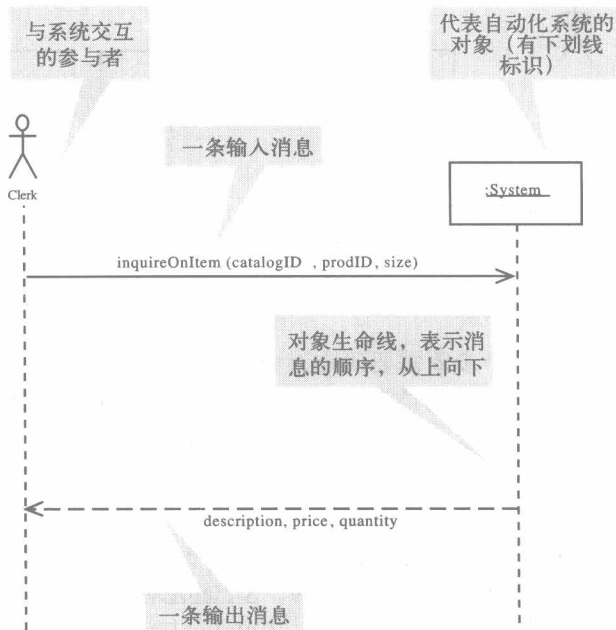 与系统交互
的参与者
代表自动化系统的
对象（有下划线
标识）
一条输入消息
Clerk
:System
inquireOnItem (catalogID , prodID, size)
对象生命线，表示消
息的顺序，从上向下
description, price, quantity
一条输出消息